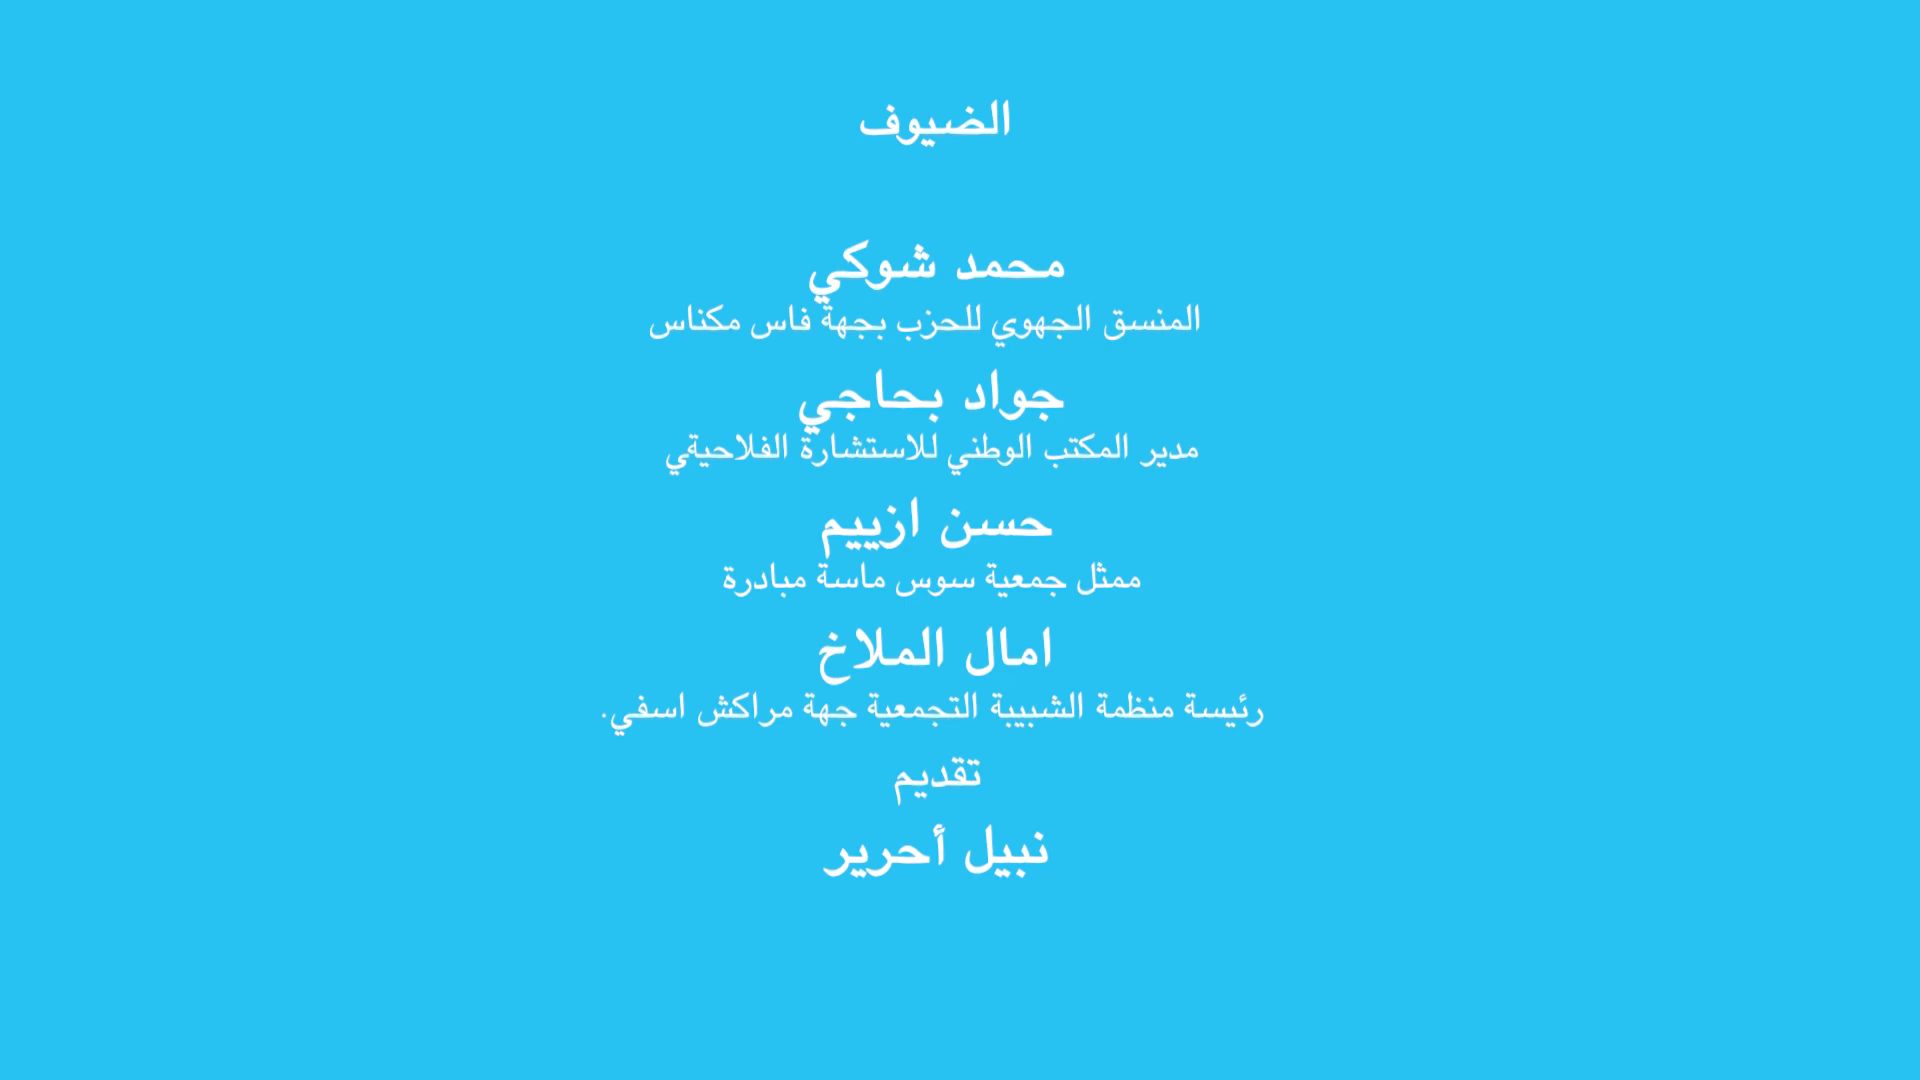 الضيوف
محمد شوكي
المنسق الجهوي للحزب بجهة فاس مكناس
جواد بحاجي
مدير المكتب الوطني للاستشارة الفلاحيةي
حسن ازييم
ممثل جمعية سوس ماسة مبادرة
امال الملاخ
رئيسة منظمة الشبيبة التجمعية جهة مراكش اسفي.
تقديم
نبيل أحرير